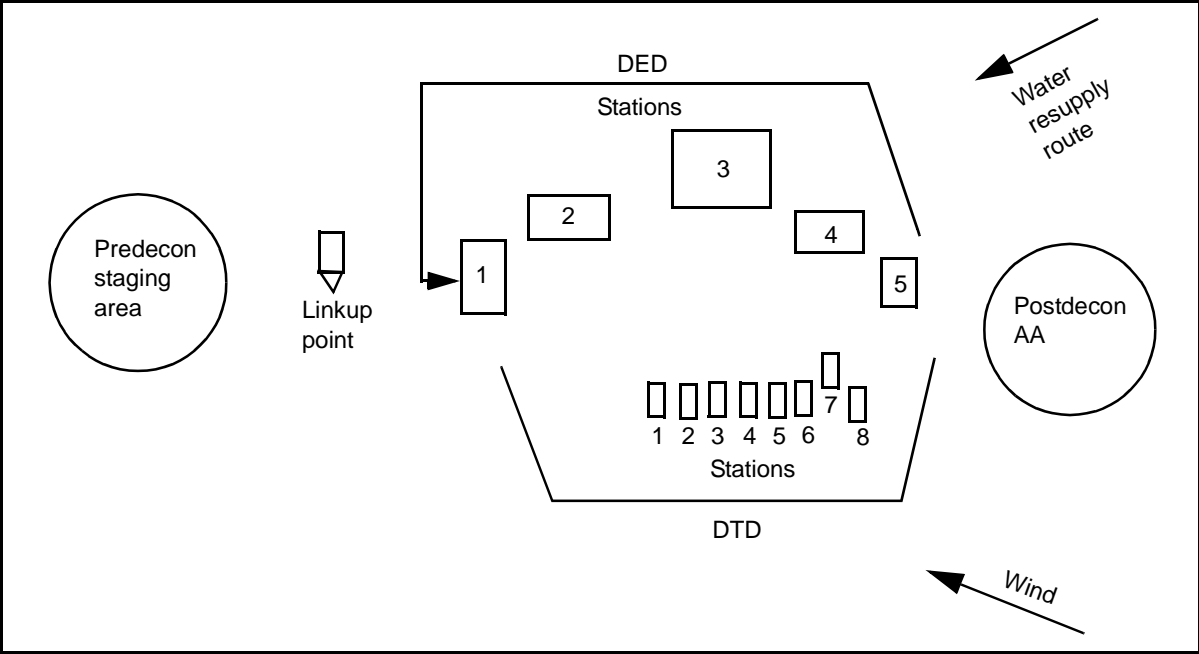 DED
Stations
Water
resupply
route
3
2
4
1
5
Predecon
staging
area
Linkup
point
Postdecon
AA
7
1 2 3 4 5 6 8
Stations
DTD
Wind